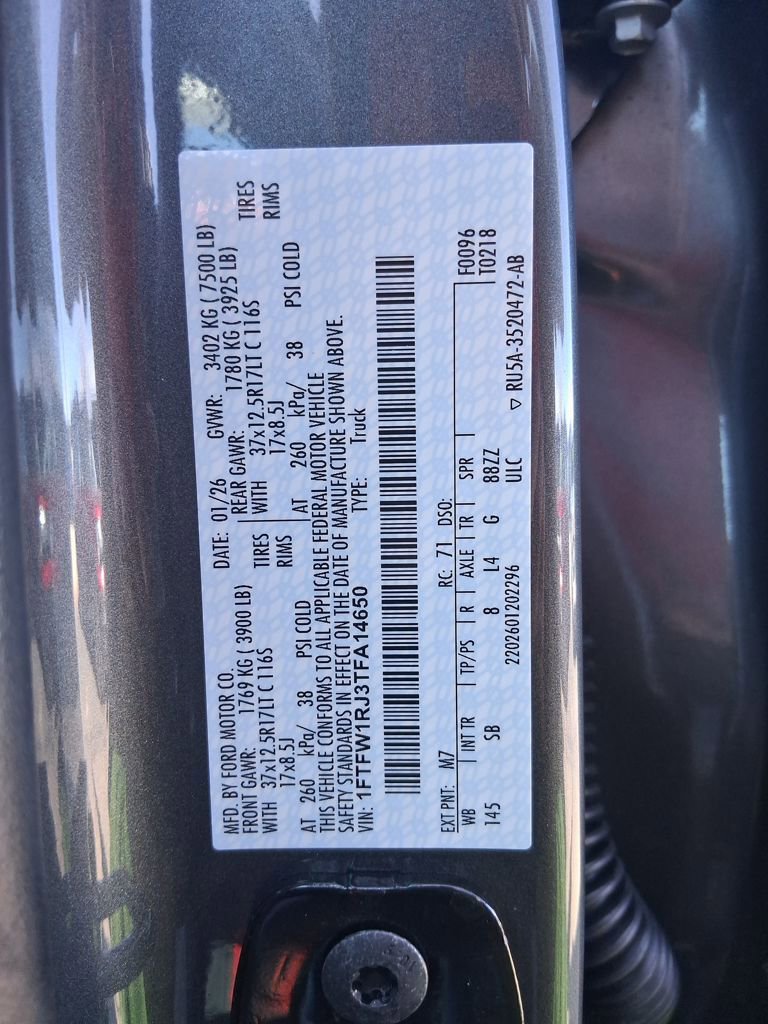 MFD. BY FORD MOTOR CO.
DATE: 01/26 GVWR: 3402 KG ( 7500 LB)
FRONT GAWR: 1769 KG ( 3900 LB) REAR GAWR: 1780 KG ( 3925 LB)
WITH 37x12.5R17LT C 116S TIRES WITH 37x12.5R17LT C 116S TIRES
17x8.5J RIMS 17x8.5J RIMS
AT 260 kPa/ 38 PSI COLD AT 260 kPa/ 38 PSI COLD
THIS VEHICLE CONFORMS TO ALL APPLICABLE FEDERAL MOTOR VEHICLE
SAFETY STANDARDS IN EFFECT ON THE DATE OF MANUFACTURE SHOWN ABOVE.
VIN: 1FTFW1RJ3TFA14650 TYPE: Truck
EXT PNT: M7 RC: 71 DSO: F0096
WB INT TR TP/PS R AXLE TR SPR T0218
145 SB 8 L4 G 88ZZ
2202601202296 ULC ▽ RU5A-3520472-AB